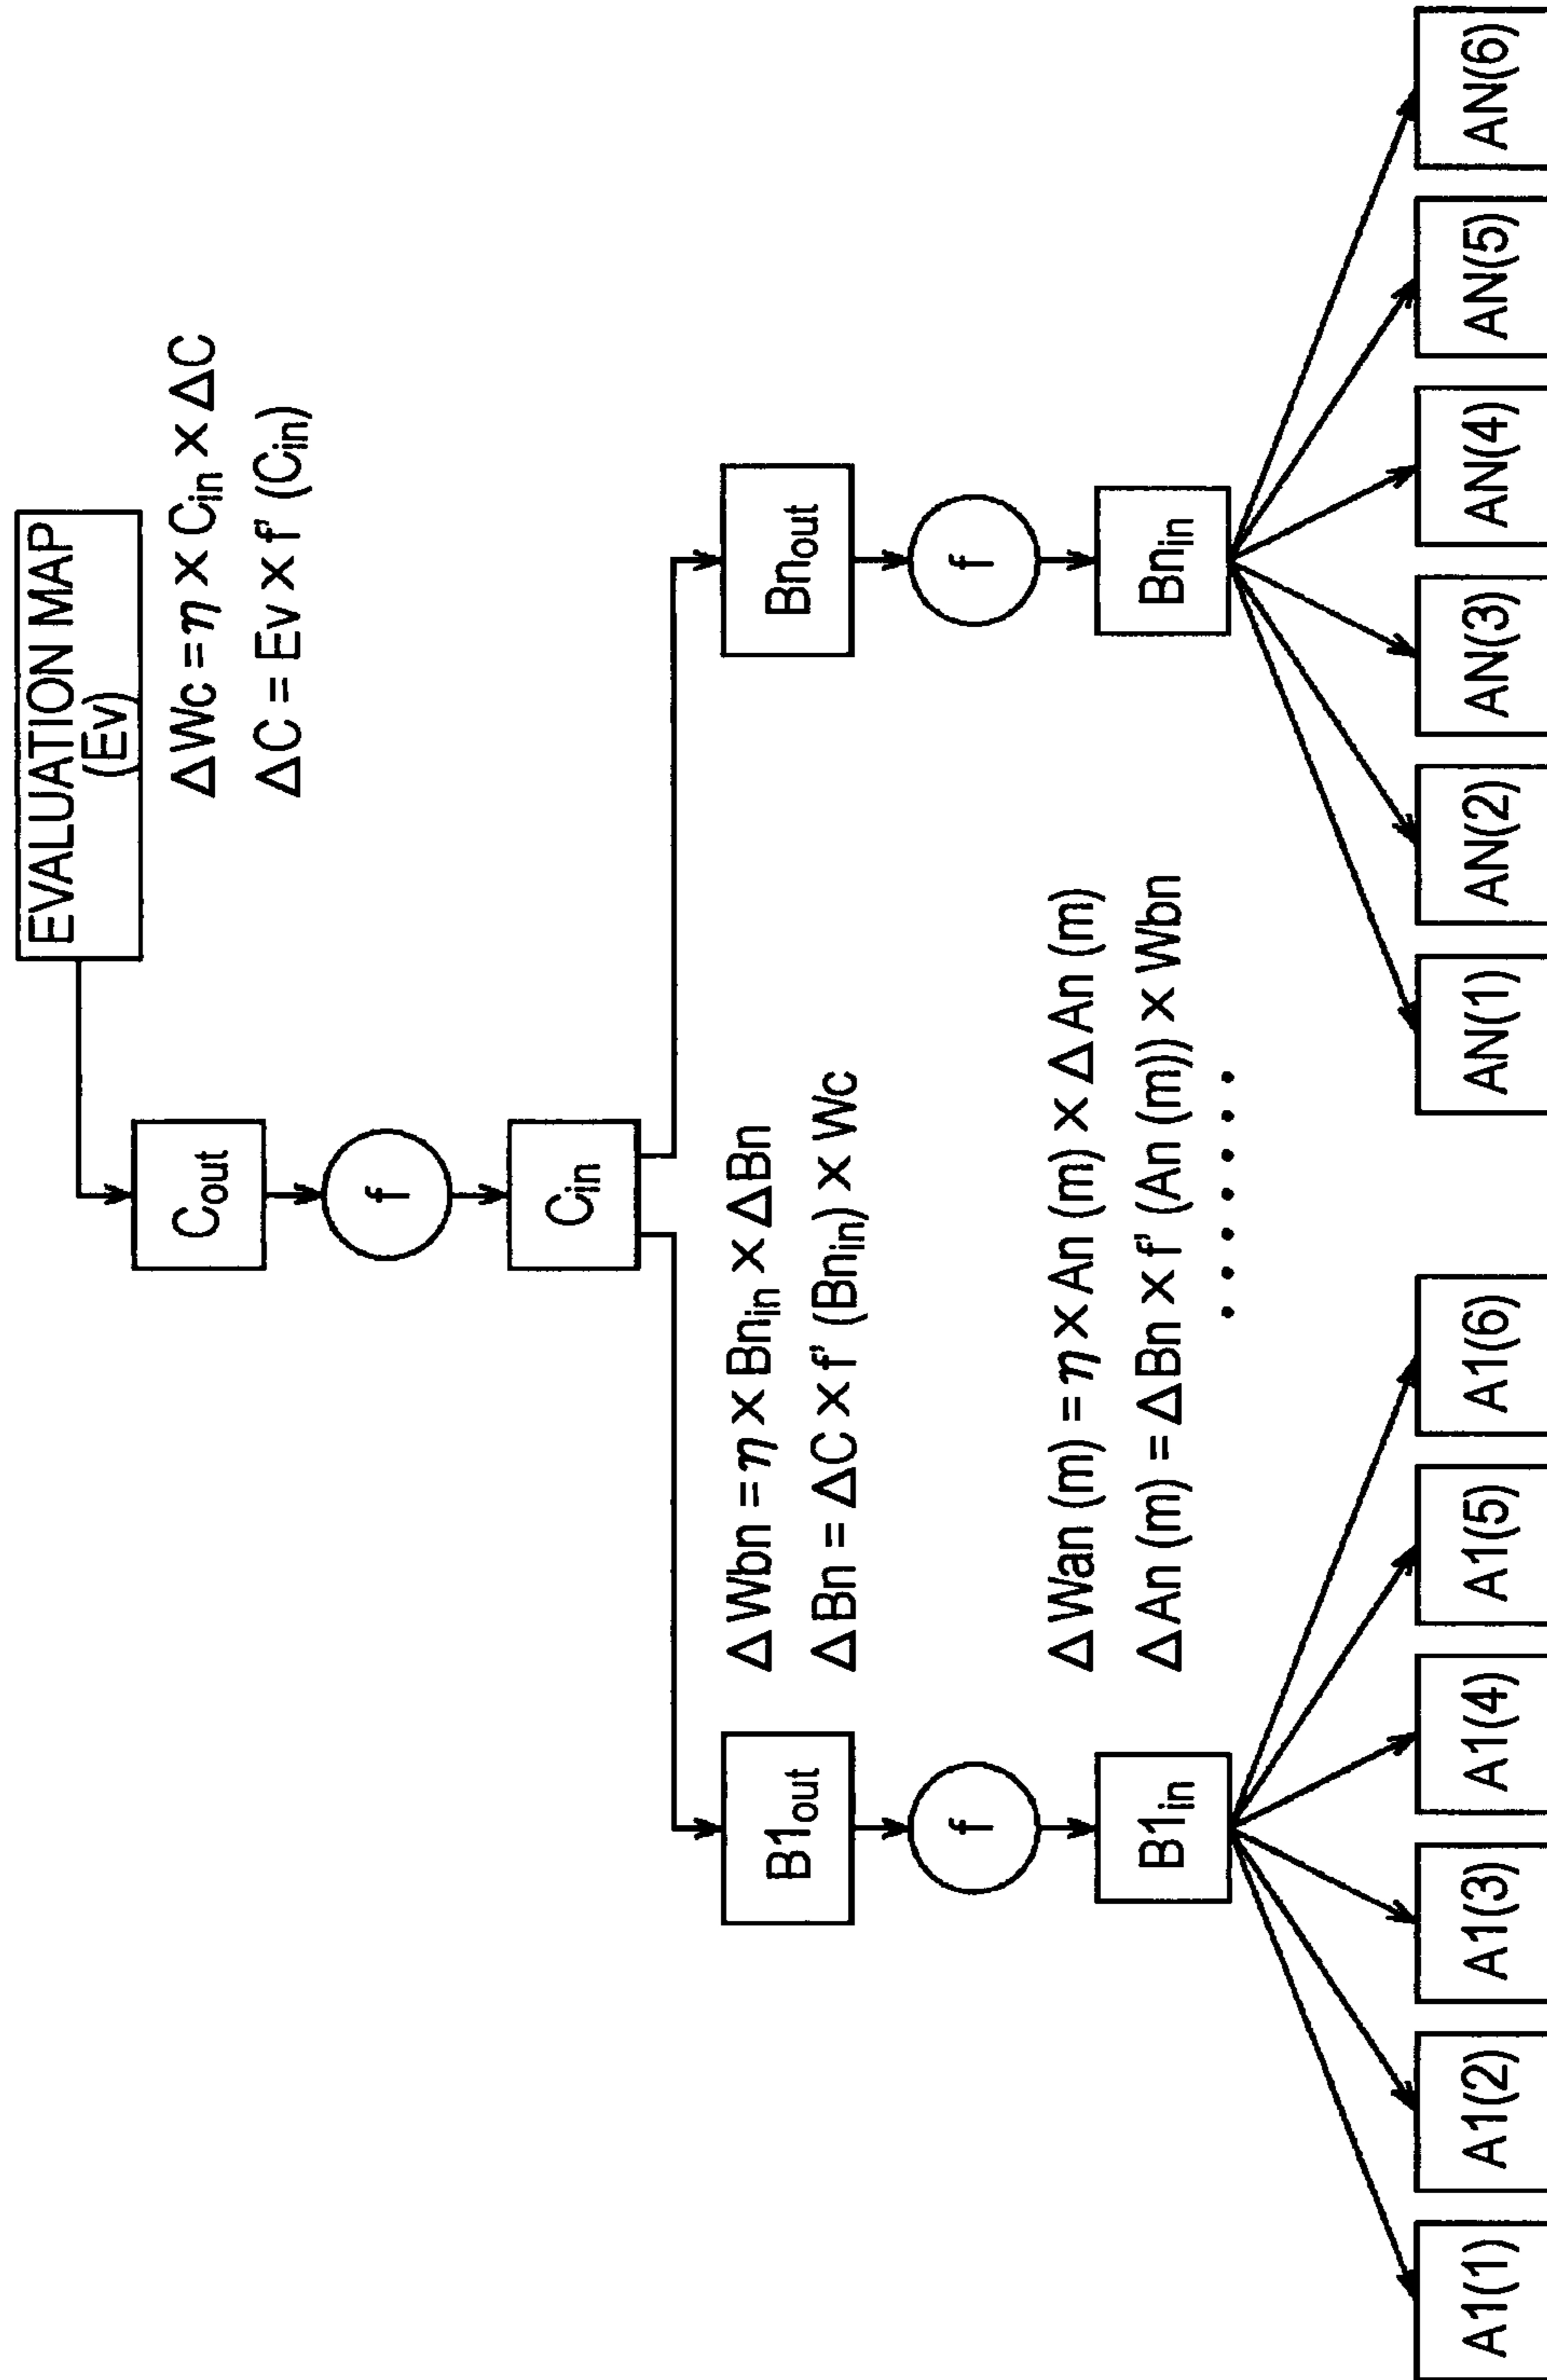 EVALUATION MAP
(Ev)
ΔWc = η × Cin × ΔC
ΔC = Ev × f' (Cin)
Cout
f
Cin
ΔWbn = η × Bnin × ΔBn
ΔBn = ΔC × f' (Bnin) × Wc
B1out
Bnout
f
f
B1in
Bnin
ΔWan (m) = η × An (m) × ΔAn (m)
ΔAn (m) = ΔBn × f' (An (m)) × Wbn
· · · · · · ·
A1(1)
A1(2)
A1(3)
A1(4)
A1(5)
A1(6)
AN(1)
AN(2)
AN(3)
AN(4)
AN(5)
AN(6)